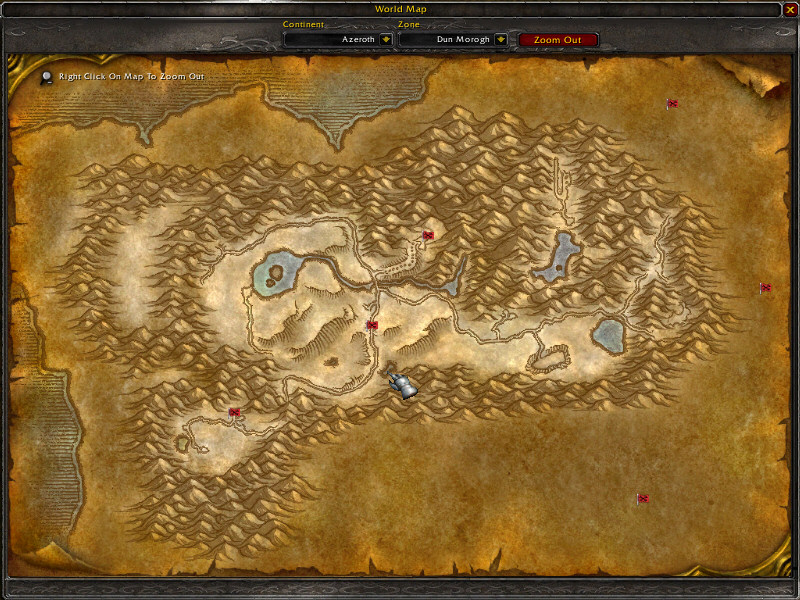 World Map
Continent
Zone
Azeroth
Dun Morogh
Zoom Out
Right Click On Map To Zoom Out